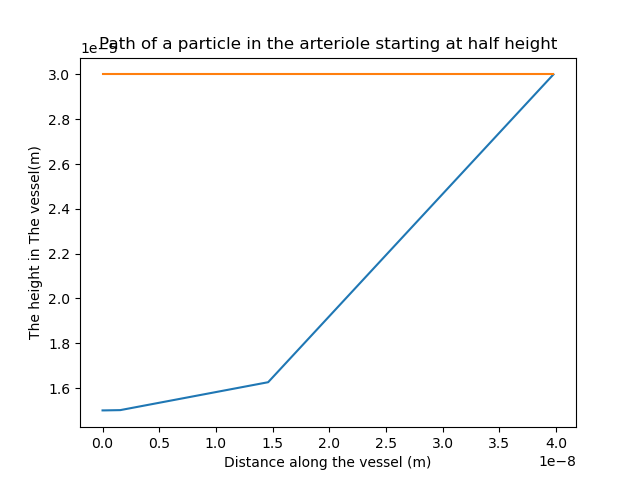 Path of a particle in the arteriole starting at half height
3.0
2.8
2.6
2.4
2.2
2.0
1.8
1.6
The height in The vessel(m)
0.0 0.5 1.0 1.5 2.0 2.5 3.0 3.5 4.0
1e−8
Distance along the vessel (m)